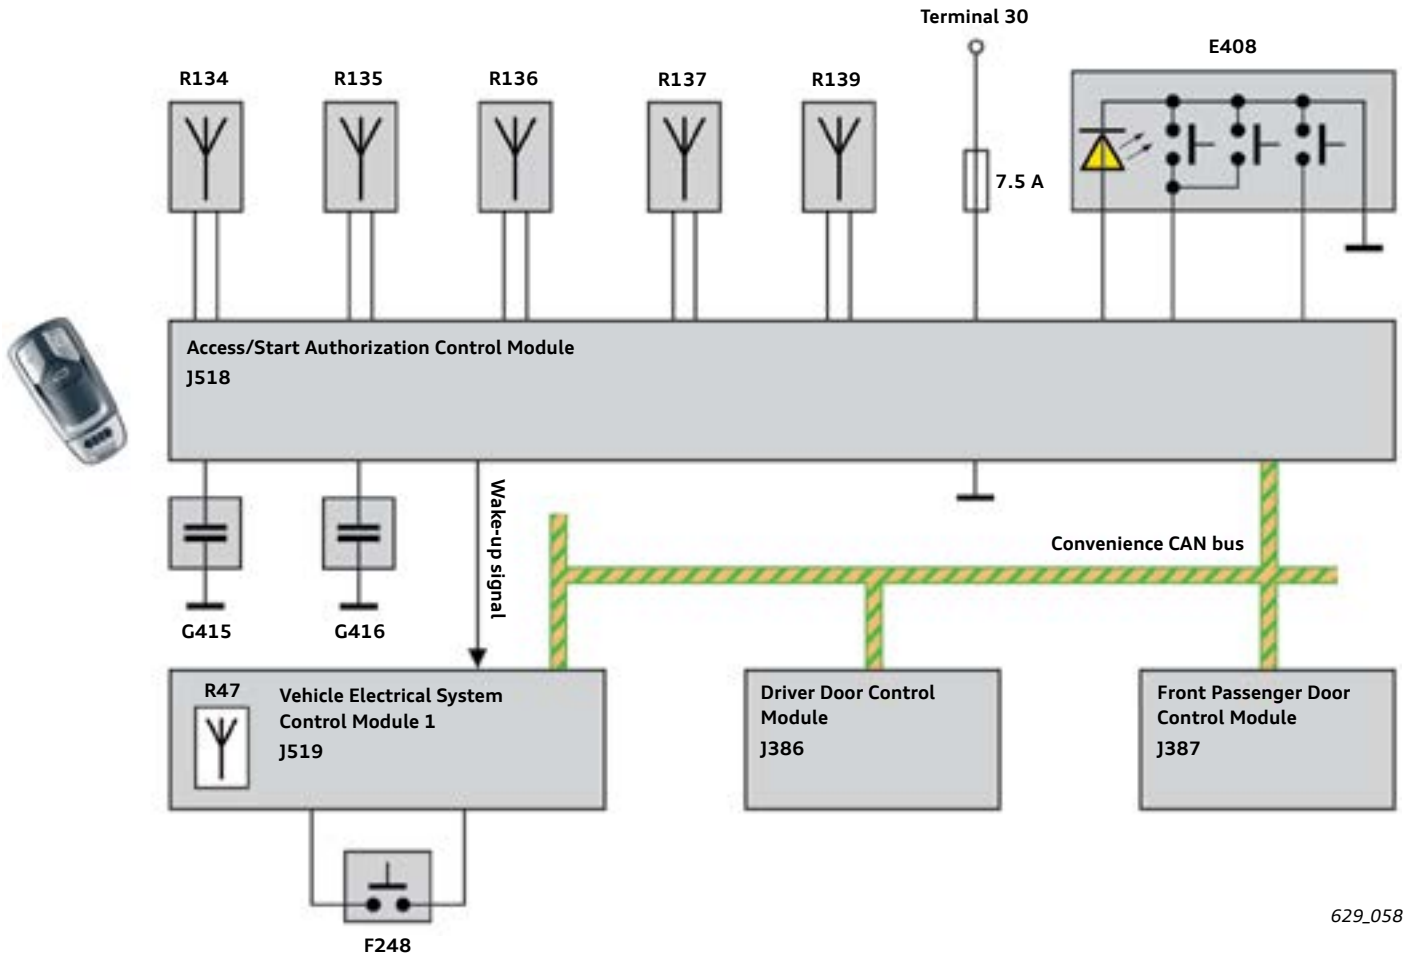 Terminal 30
E408
R134
R135
R136
R137
R139
7.5 A
Access/Start Authorization Control Module
J518
Wake-up signal
Convenience CAN bus
G415
G416
R47
Vehicle Electrical System
Control Module 1
J519
Driver Door Control
Module
J386
Front Passenger Door
Control Module
J387
F248
629_058